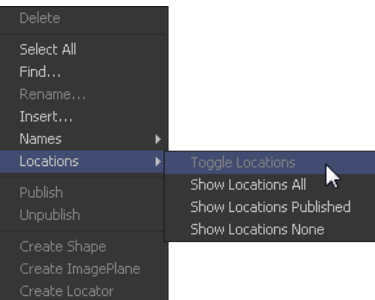 Delete
Select All
Find...
Rename...
Insert...
Names
Locations
Toggle Locations
Show Locations All
Show Locations Published
Show Locations None
Publish
Unpublish
Create Shape
Create ImagePlane
Create Locator